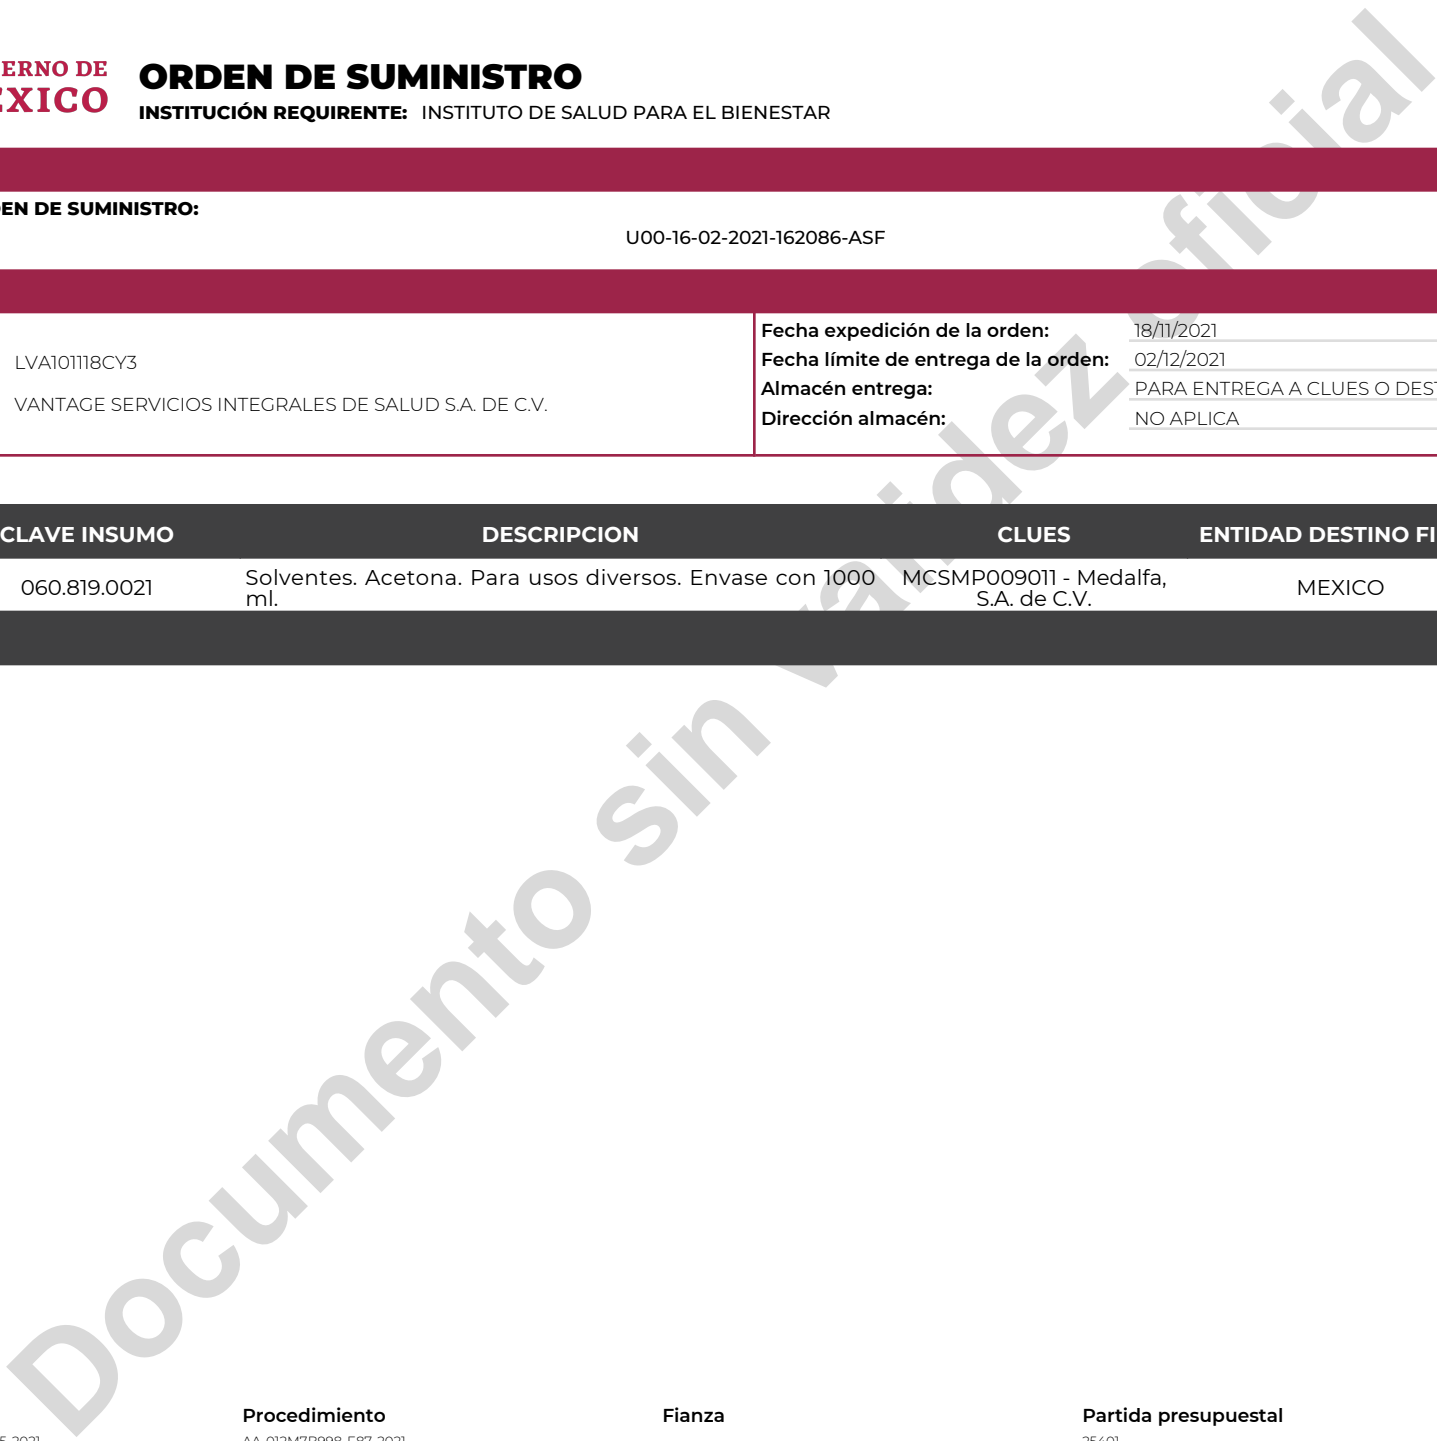 ERNO DE
ÉXICO
ORDEN DE SUMINISTRO
INSTITUCIÓN REQUIRENTE: INSTITUTO DE SALUD PARA EL BIENESTAR
EN DE SUMINISTRO:
U00-16-02-2021-162086-ASF
LVA101118CY3
VANTAGE SERVICIOS INTEGRALES DE SALUD S.A. DE C.V.
Fecha expedición de la orden: 18/11/2021
Fecha límite de entrega de la orden: 02/12/2021
Almacén entrega: PARA ENTREGA A CLUES O DEST
Dirección almacén: NO APLICA
CLAVE INSUMO DESCRIPCION CLUES ENTIDAD DESTINO FI
060.819.0021 Solventes. Acetona. Para usos diversos. Envase con 1000 ml. MCSMP009011 - Medalfa, S.A. de C.V. MEXICO
Documento sin validez oficial
Procedimiento Fianza Partida presupuestal